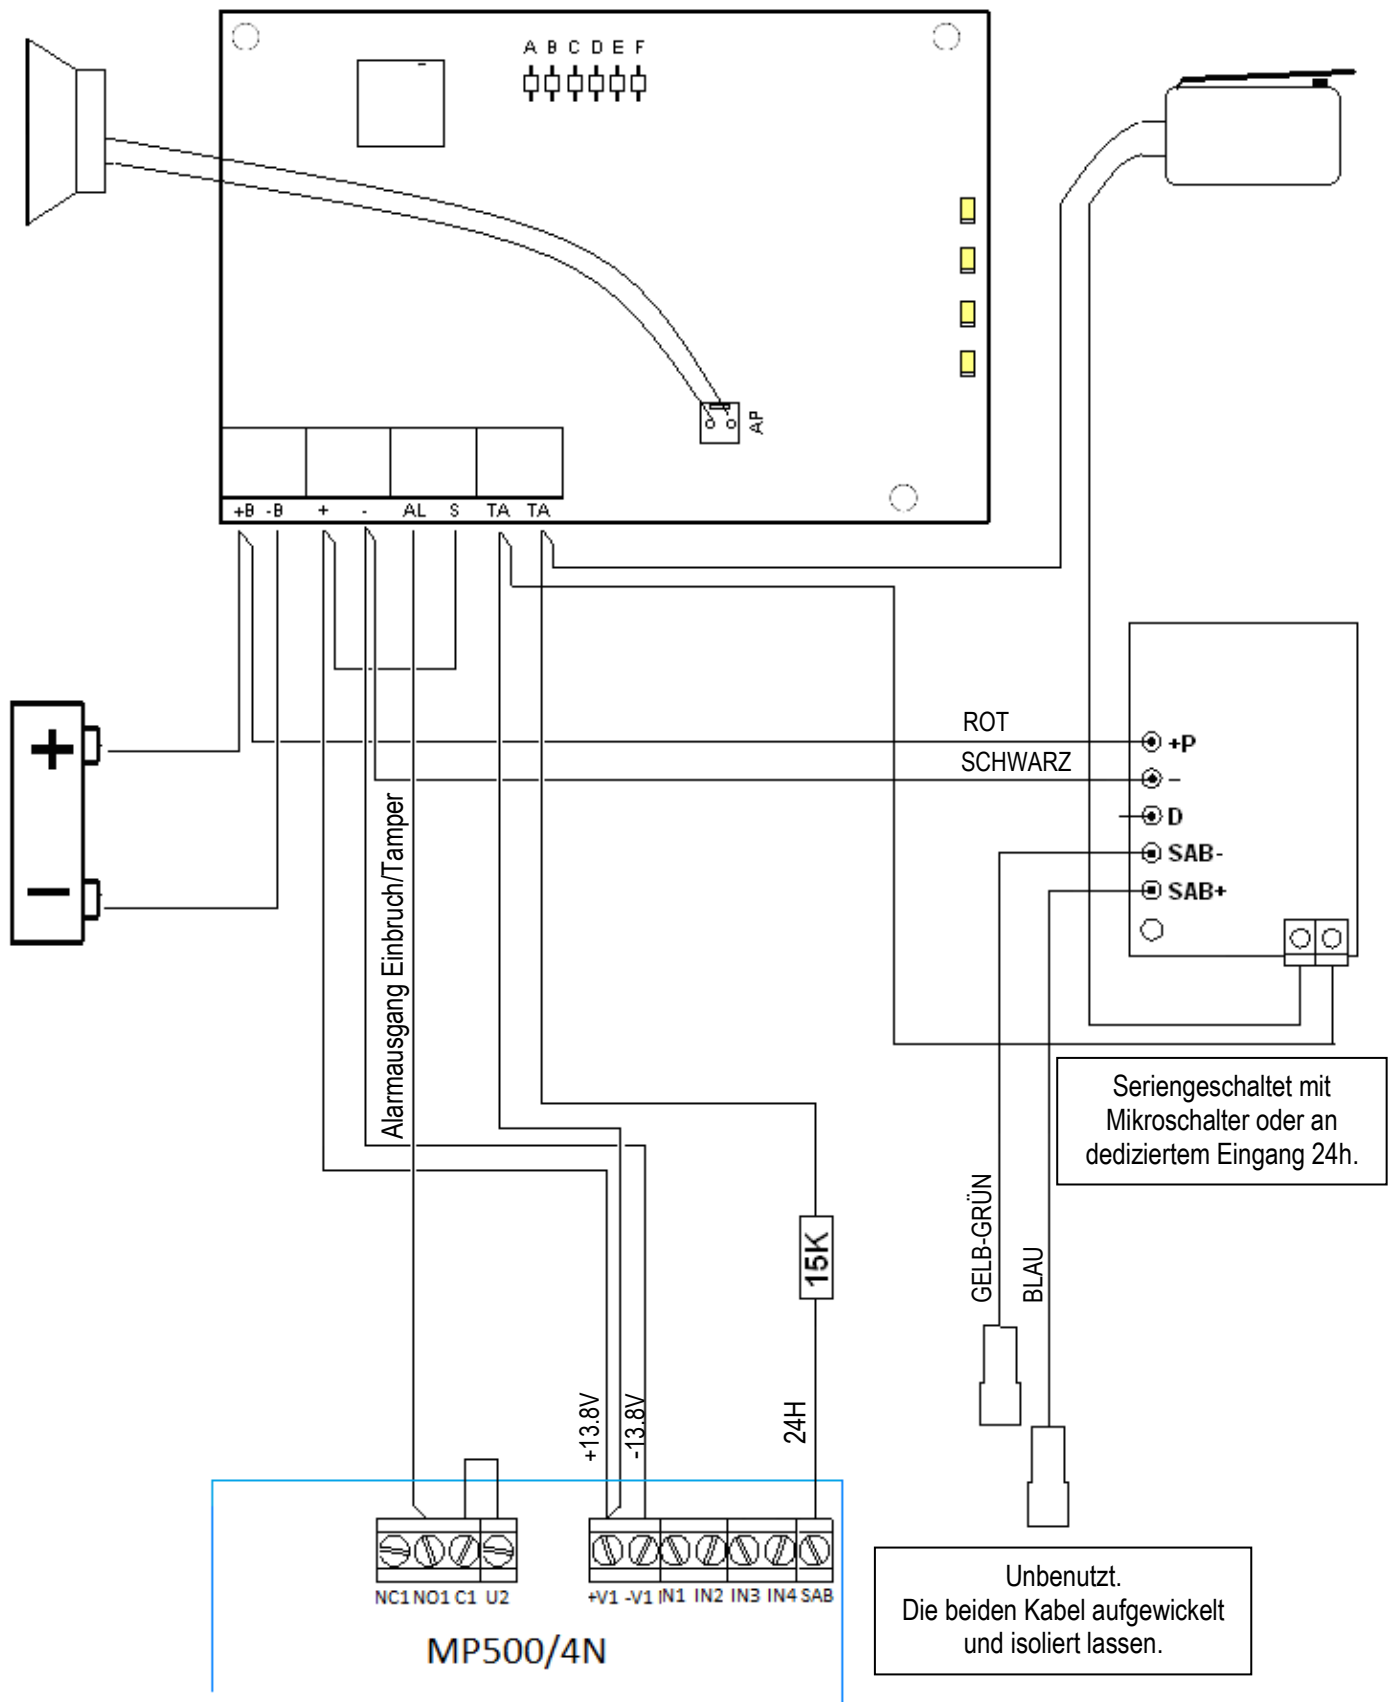 A B C D E F
AP
+B -B + - AL S TA TA
ROT
SCHWARZ
+P
–
D
SAB-
SAB+
+
–
Alarmausgang Einbruch/Tamper
Seriengeschaltet mit
Mikroschalter oder an
dediziertem Eingang 24h.
15K
GELB-GRÜN
BLAU
+13.8V
-13.8V
24H
NC1 NO1 C1 U2
+V1 -V1 IN1 IN2 IN3 IN4 SAB
MP500/4N
Unbenutzt.
Die beiden Kabel aufgewickelt
und isoliert lassen.